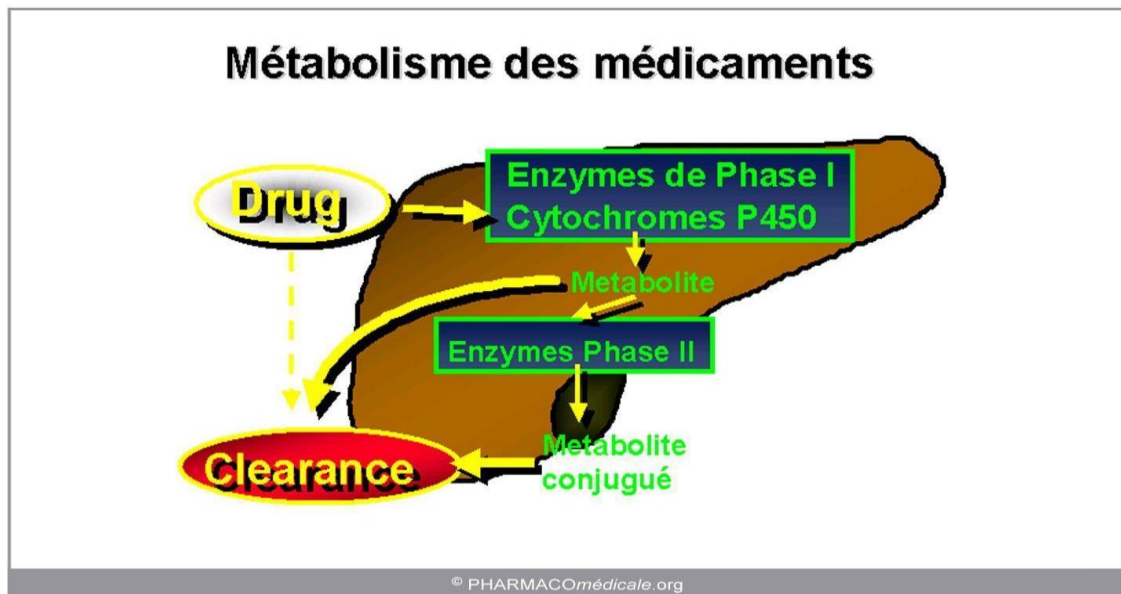 Métabolisme des médicaments
Drug
Enzymes de Phase I
Cytochromes P450
Metabolite
Enzymes Phase II
Metabolite
conjugué
Clearance
© PHARMACOmédicale.org